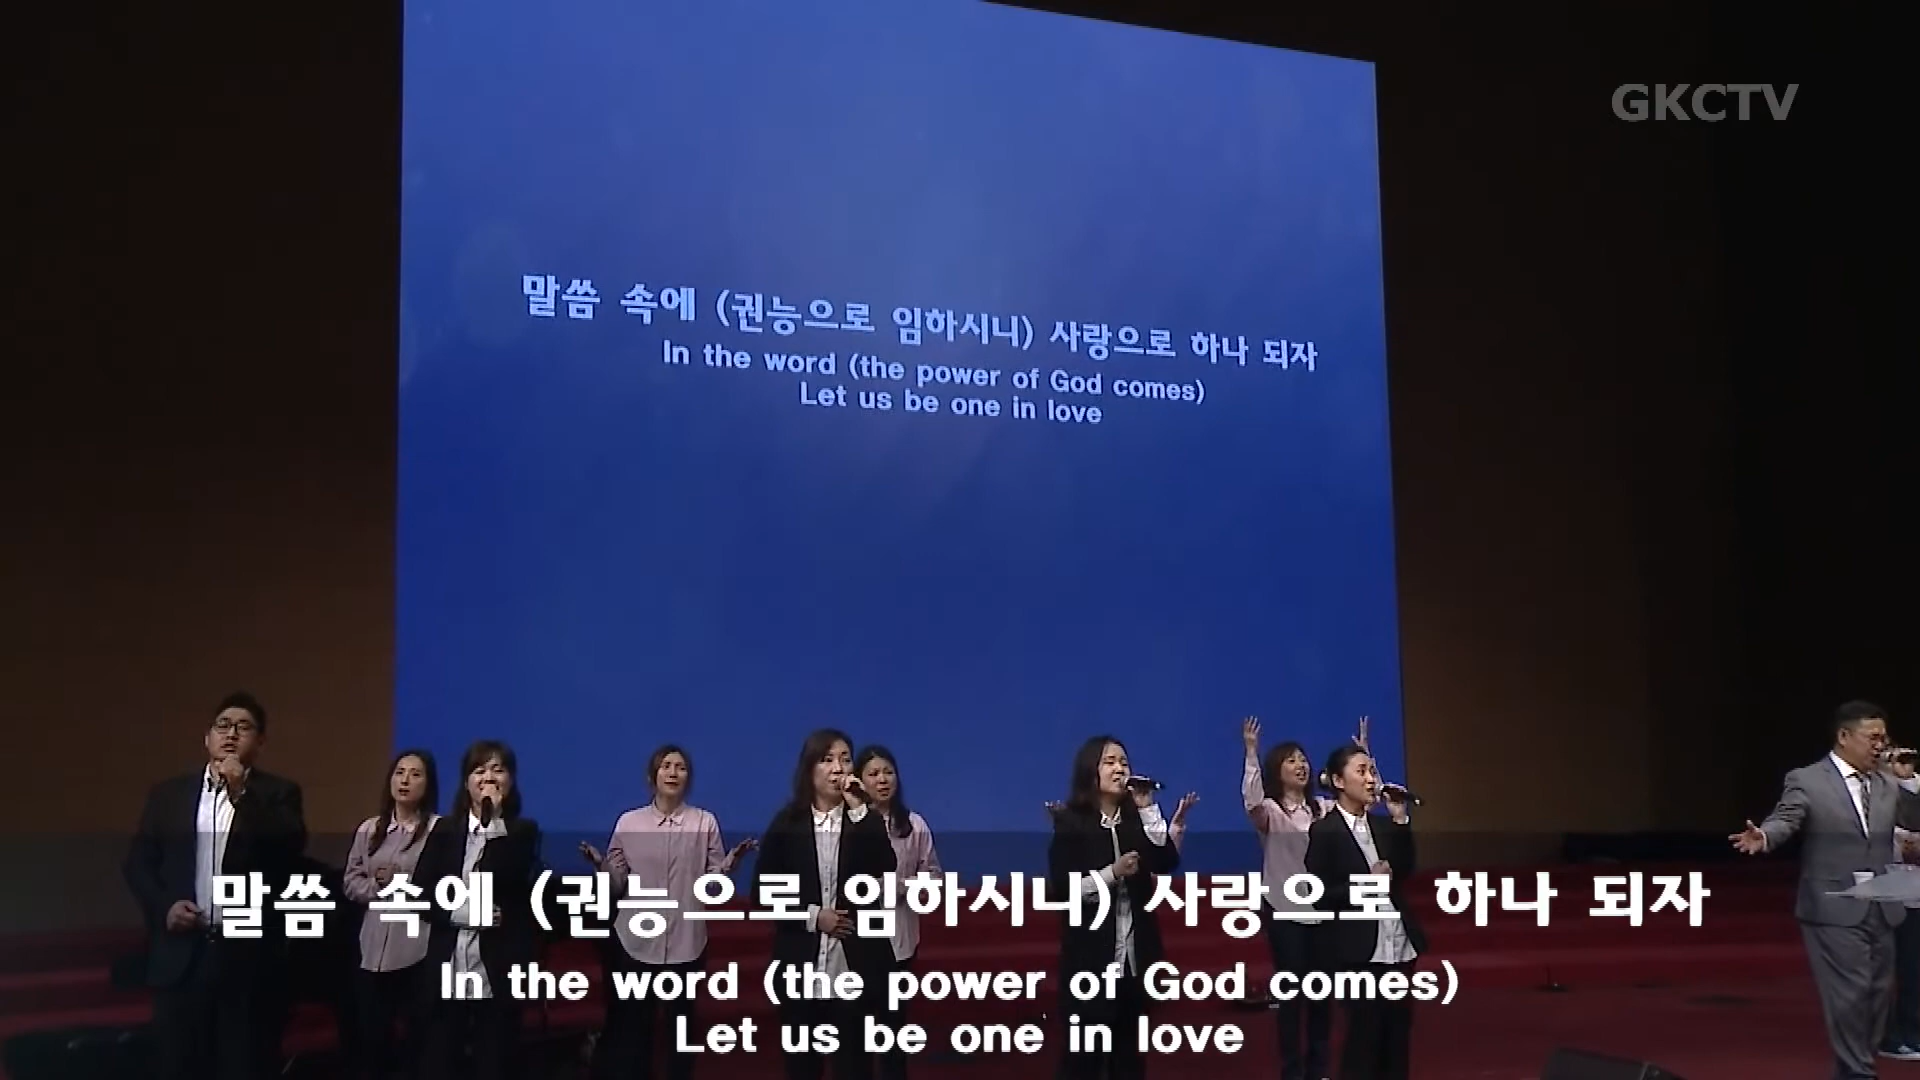 GKCTV
말씀 속에 (권능으로 임하시니) 사랑으로 하나 되자
In the word (the power of God comes)
Let us be one in love
말씀 속에 (권능으로 임하시니) 사랑으로 하나 되자
In the word (the power of God comes)
Let us be one in love